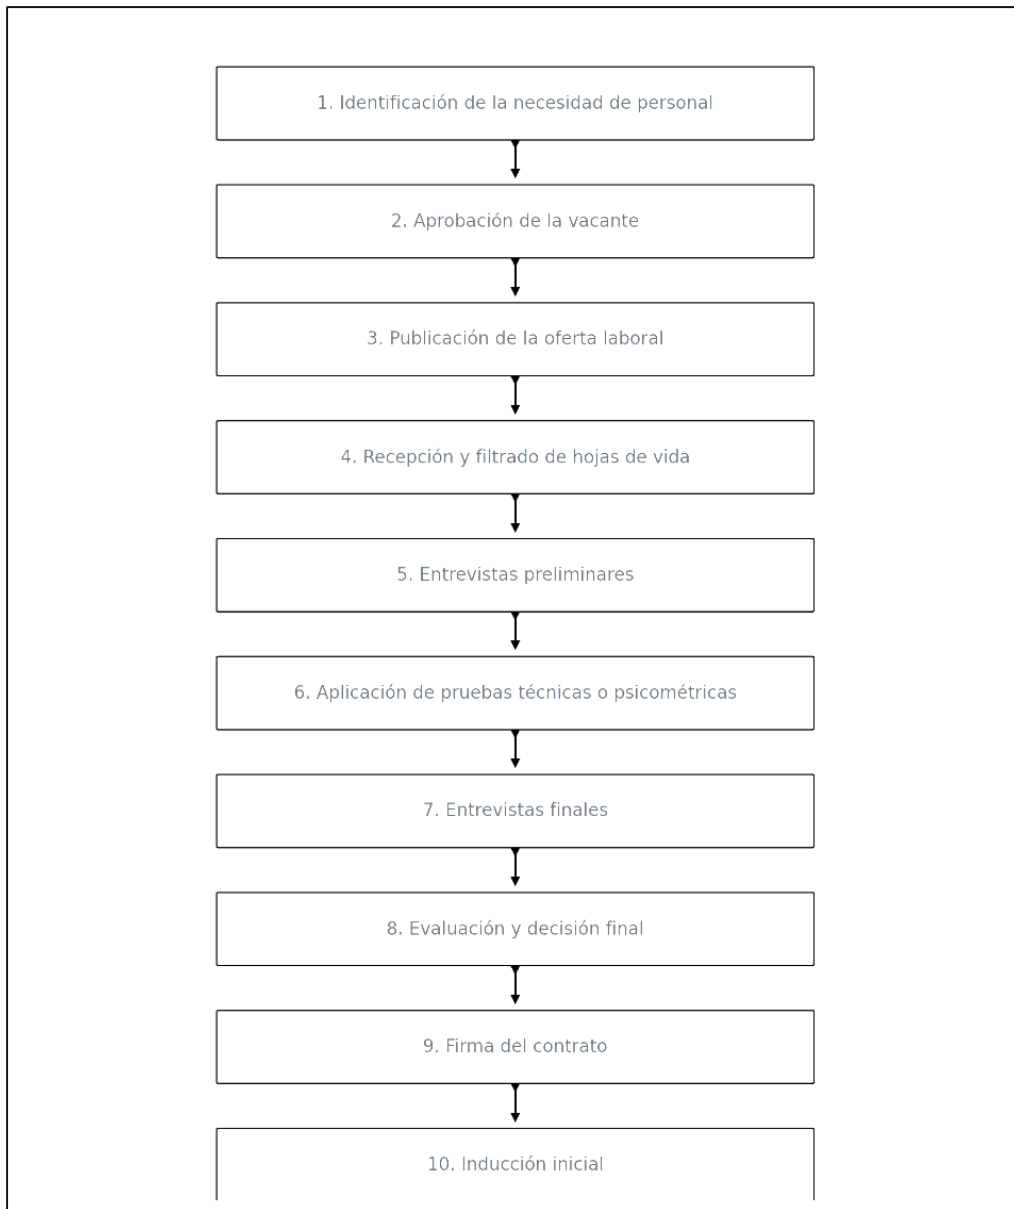 1. Identificación de la necesidad de personal
2. Aprobación de la vacante
3. Publicación de la oferta laboral
4. Recepción y filtrado de hojas de vida
5. Entrevistas preliminares
6. Aplicación de pruebas técnicas o psicométricas
7. Entrevistas finales
8. Evaluación y decisión final
9. Firma del contrato
10. Inducción inicial